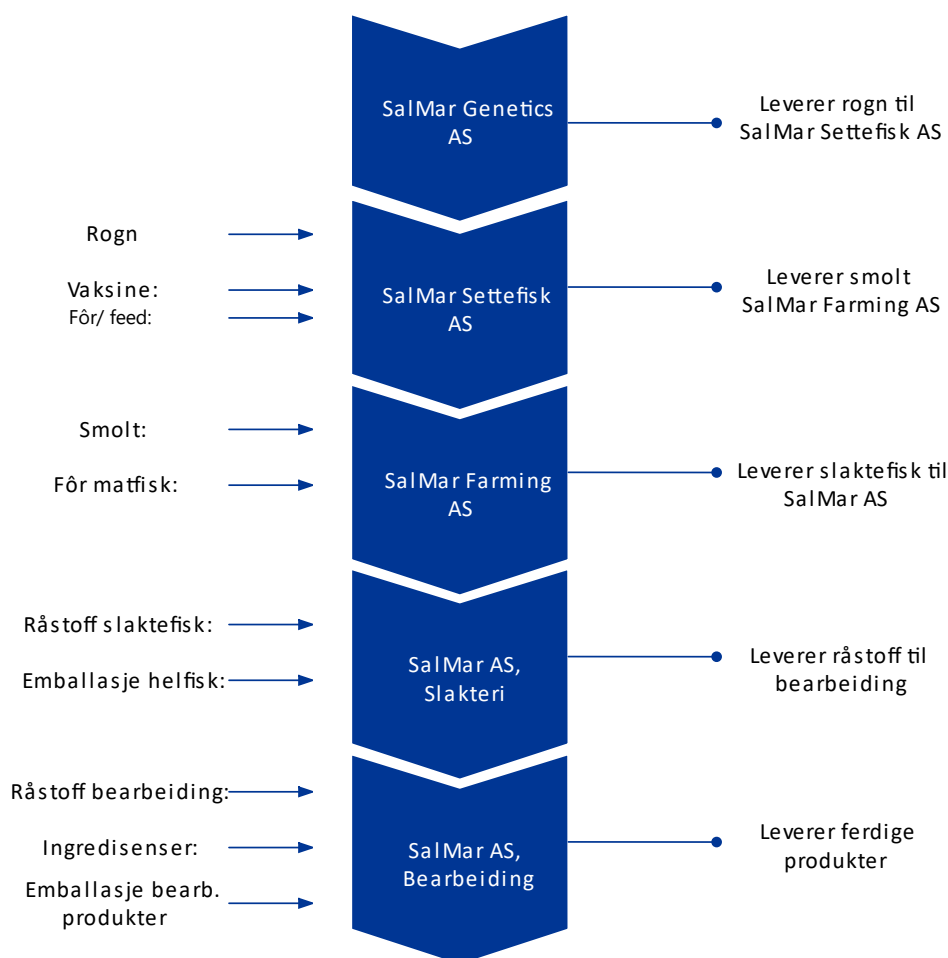 SalMar Genetics
AS
Leverer rogn til
SalMar Settefisk AS
Rogn
Vaksine:
Fôr/ feed:
SalMar Settefisk
AS
Leverer smolt
SalMar Farming AS
Smolt:
Fôr matfisk:
SalMar Farming
AS
Leverer slaktefisk til
SalMar AS
Råstoff slaktefisk:
Emballasje helfisk:
SalMar AS,
Slakteri
Leverer råstoff til
bearbeiding
Råstoff bearbeiding:
Ingredisenser:
Emballasje bearb.
produkter
SalMar AS,
Bearbeiding
Leverer ferdige
produkter